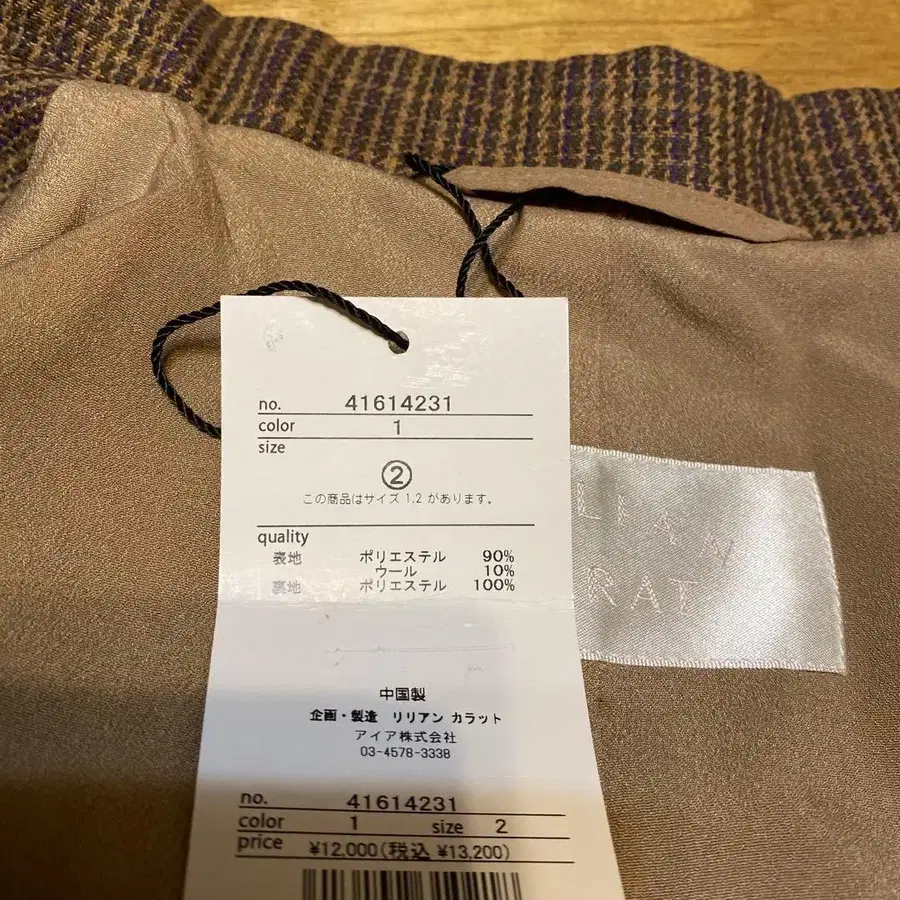 no. 41614231
color 1
size
②
この商品はサイズ 1.2 があります。
quality
表地 ポリエステル 90%
ウール 10%
裏地 ポリエステル 100%
中国製
企画・製造 リリアン カラット
アイア株式会社
03-4578-3338
no. 41614231
color 1 size 2
price ¥12,000(税込 ¥13,200)
RAT